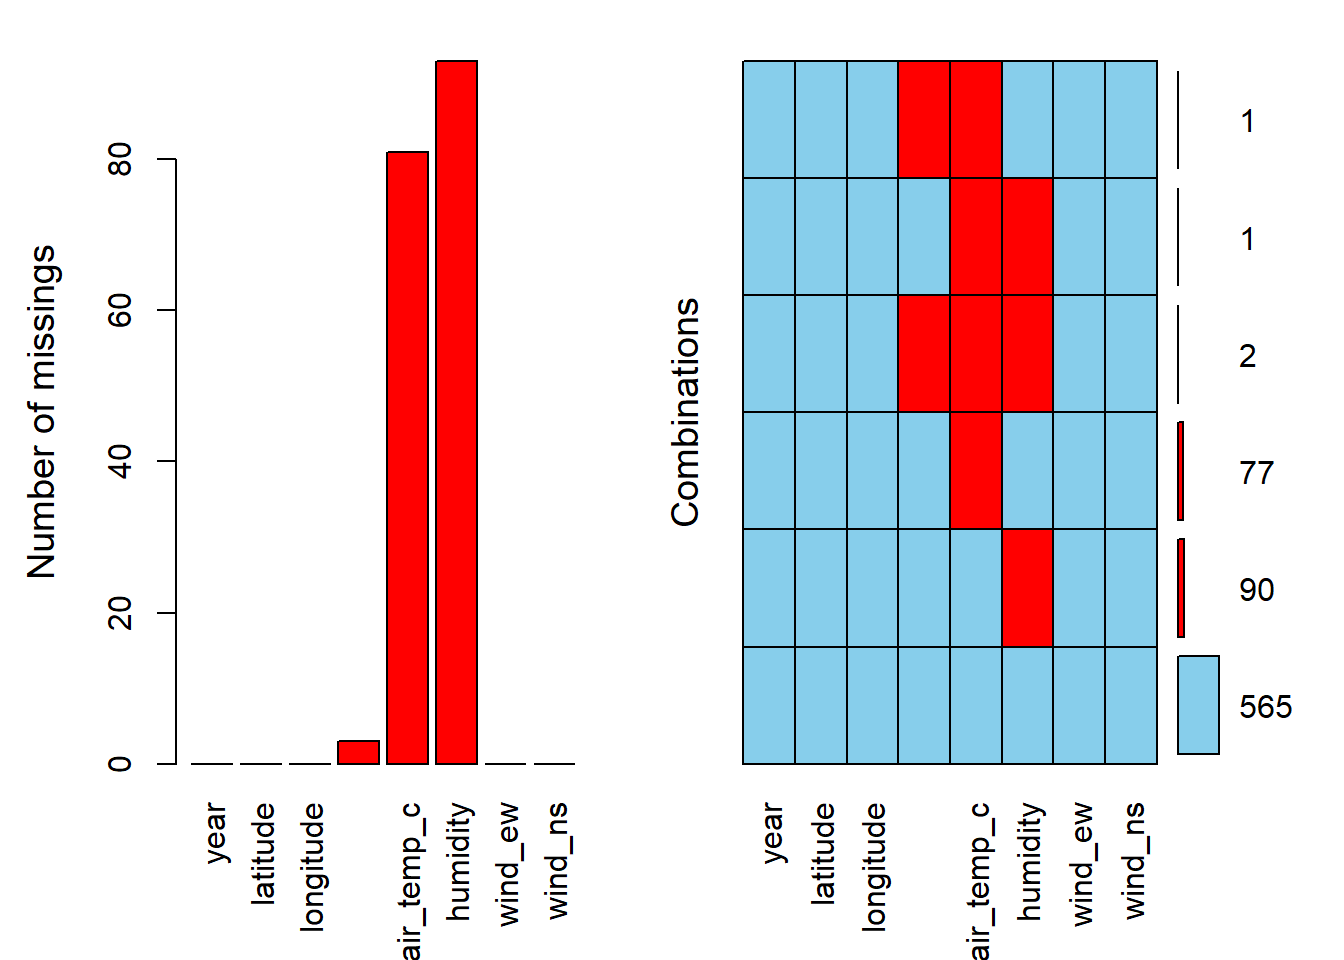 Number of missings
80
60
40
20
0
year
latitude
longitude
air_temp_c
humidity
wind_ew
wind_ns
Combinations
1
1
2
77
90
565
year
latitude
longitude
air_temp_c
humidity
wind_ew
wind_ns